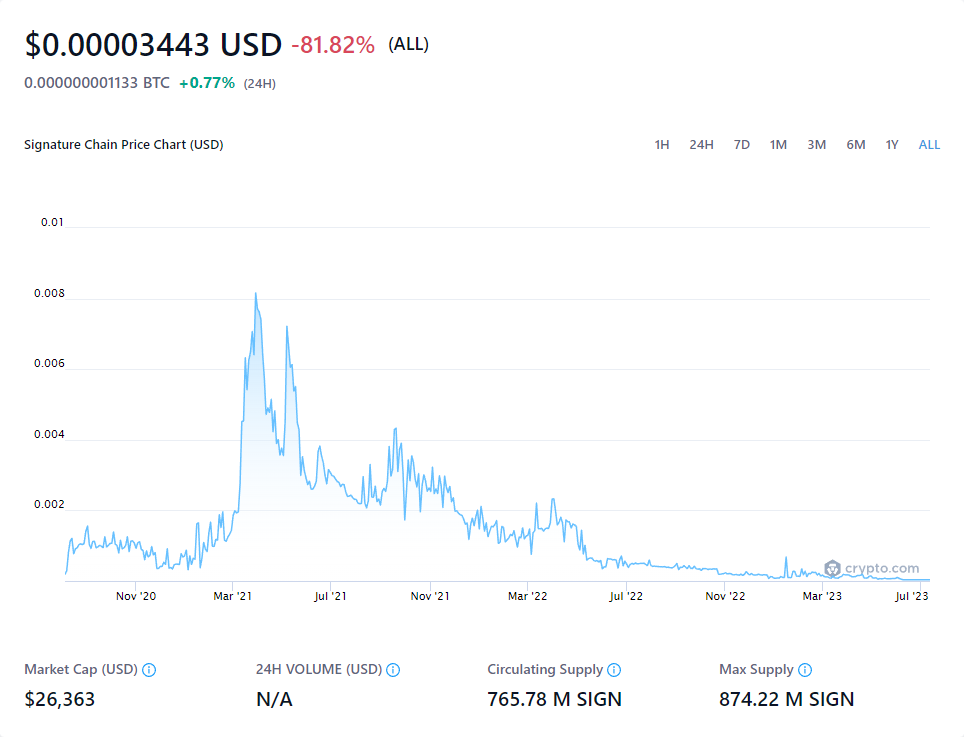 $0.00003443 USD -81.82% (ALL)
0.000000001133 BTC +0.77% (24H)
Signature Chain Price Chart (USD) 1H 24H 7D 1M 3M 6M 1Y ALL
0.01
0.008
0.006
0.004
0.002
crypto.com
Nov '20 Mar '21 Jul '21 Nov '21 Mar '22 Jul '22 Nov '22 Mar '23 Jul '23
Market Cap (USD) 24H VOLUME (USD) Circulating Supply Max Supply
$26,363 N/A 765.78 M SIGN 874.22 M SIGN